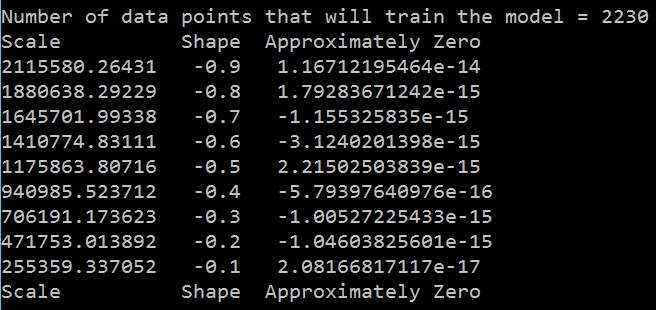 Number of data points that will train the model = 2230
Scale Shape Approximately Zero
2115580.26431 -0.9 1.16712195464e-14
1880638.29229 -0.8 1.79283671242e-15
1645701.99338 -0.7 -1.155325835e-15
1410774.83111 -0.6 -3.1240201398e-15
1175863.80716 -0.5 2.21502503839e-15
940985.523712 -0.4 -5.79397640976e-16
706191.173623 -0.3 -1.00527225433e-15
471753.013892 -0.2 -1.04603825601e-15
255359.337052 -0.1 2.08166817117e-17
Scale Shape Approximately Zero